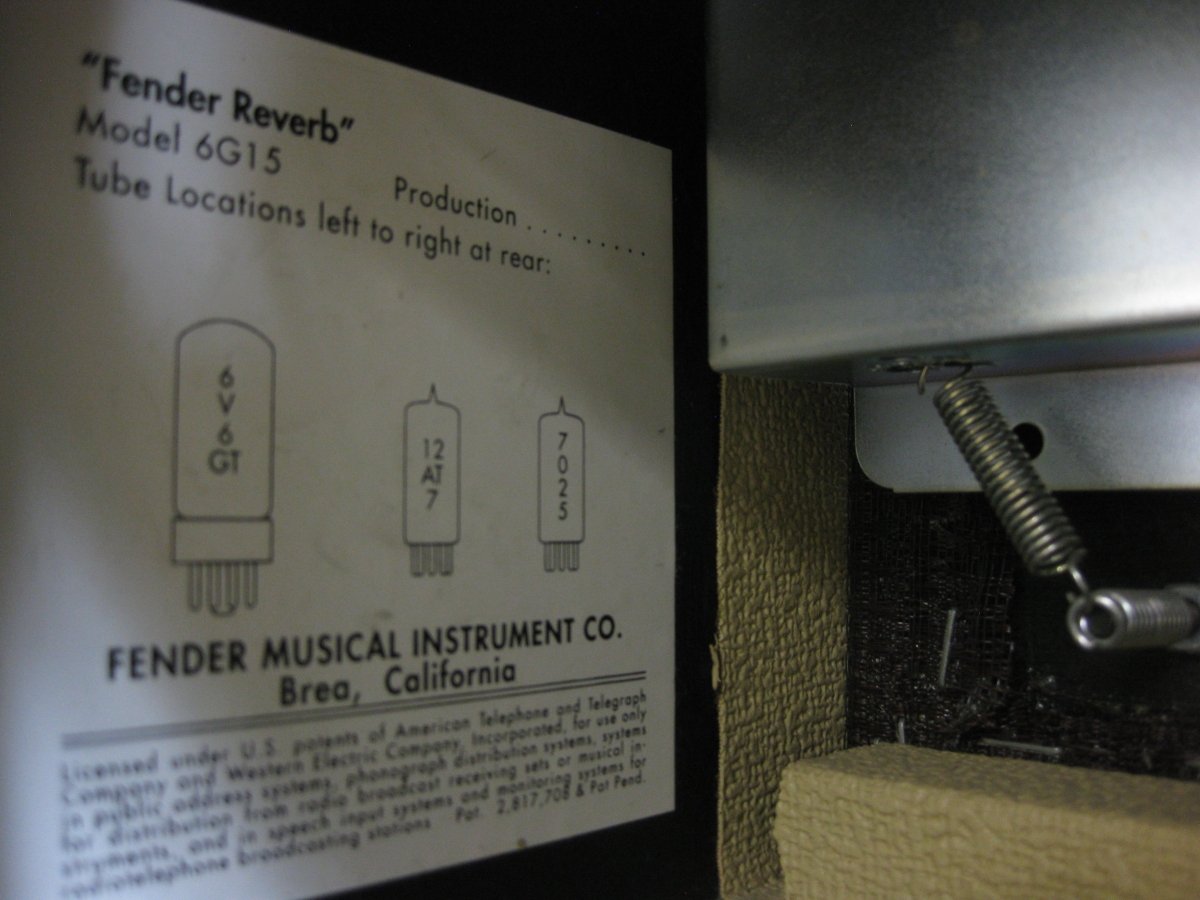 "Fender Reverb"
Model 6G15
Production . . . . . . . . .
Tube Locations left to right at rear:
6
V
6
GT
12
AT
7
7
0
2
5
FENDER MUSICAL INSTRUMENT CO.
Brea, California
Licensed under U.S. patents of American Telephone and Telegraph
Company and Western Electric Company, Incorporated, for use only
in public address systems, phonograph distribution systems, systems
for distribution from radio broadcast receiving sets or musical in-
struments, and in speech input systems and monitoring systems for
radiotelephone broadcasting stations. Pat. 2,817,708 & Pat Pend.